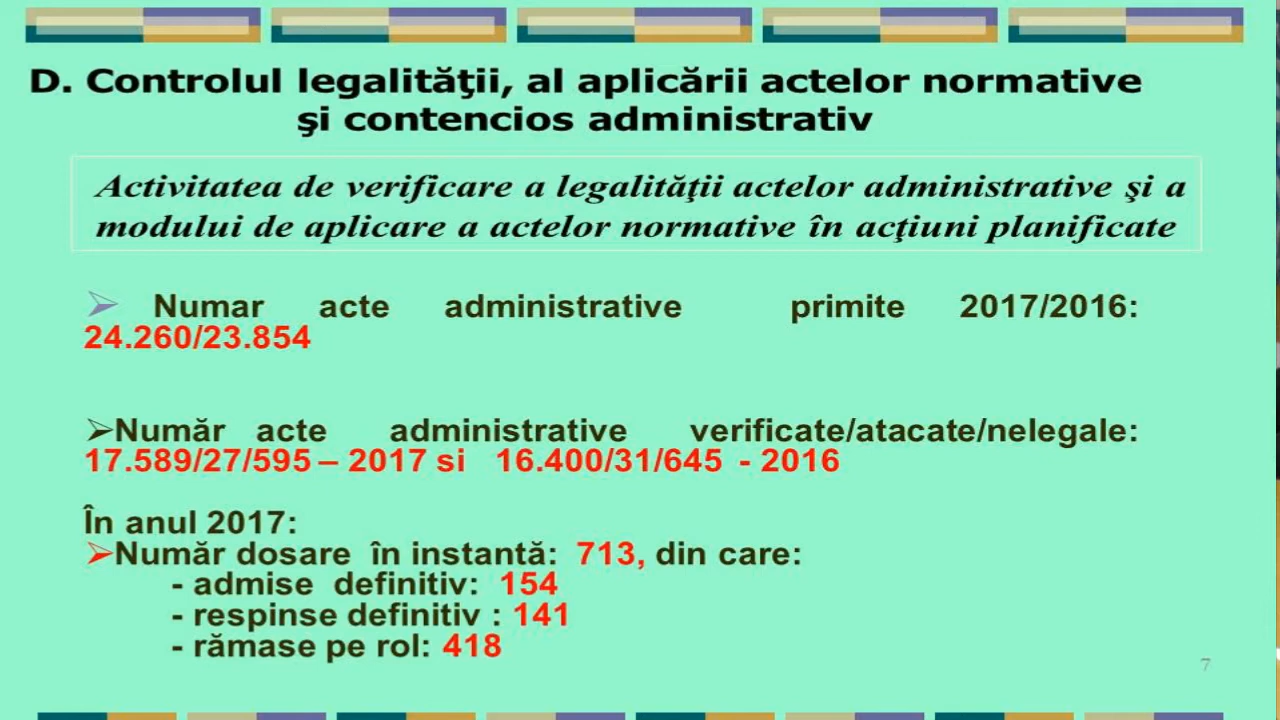 D. Controlul legalităţii, al aplicării actelor normative
şi contencios administrativ
Activitatea de verificare a legalităţii actelor administrative şi a
modului de aplicare a actelor normative în acţiuni planificate
➢ Numar acte administrative primite 2017/2016:
24.260/23.854
➢Număr acte administrative verificate/atacate/nelegale:
17.589/27/595 – 2017 si 16.400/31/645 - 2016
În anul 2017:
➢Număr dosare în instantă: 713, din care:
- admise definitiv: 154
- respinse definitiv : 141
- rămase pe rol: 418
7